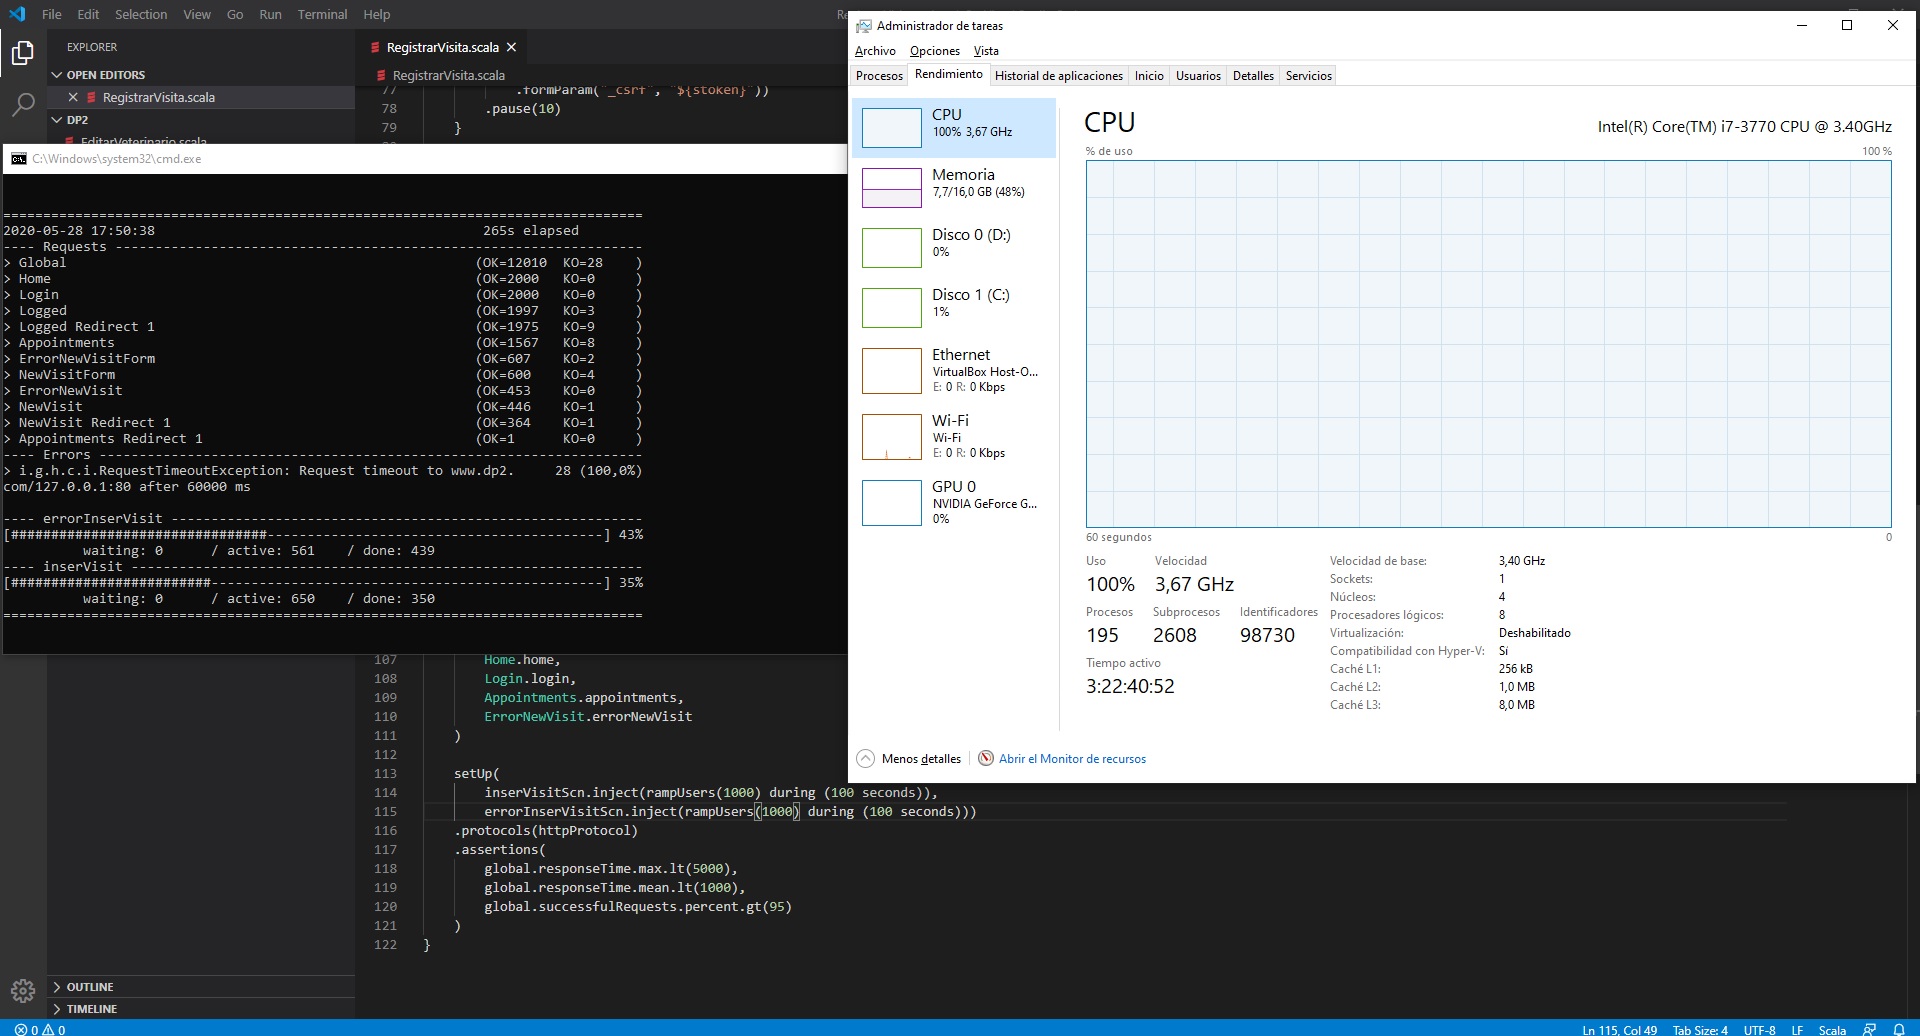 File Edit Selection View Go Run Terminal Help
EXPLORER
OPEN EDITORS
RegistrarVisita.scala
DP2
EditarVeterinario.scala
RegistrarVisita.scala
RegistrarVisita.scala
77 .formParam("_csrf", "${stoken}"))
78 .pause(10)
79 }
C:\Windows\system32\cmd.exe
================================================================================
2020-05-28 17:50:38 265s elapsed
---- Requests ------------------------------------------------------------------
> Global (OK=12010 KO=28 )
> Home (OK=2000 KO=0 )
> Login (OK=2000 KO=0 )
> Logged (OK=1997 KO=3 )
> Logged Redirect 1 (OK=1975 KO=9 )
> Appointments (OK=1567 KO=8 )
> ErrorNewVisitForm (OK=607 KO=2 )
> NewVisitForm (OK=600 KO=4 )
> ErrorNewVisit (OK=453 KO=0 )
> NewVisit (OK=446 KO=1 )
> NewVisit Redirect 1 (OK=364 KO=1 )
> Appointments Redirect 1 (OK=1 KO=0 )
---- Errors --------------------------------------------------------------------
> i.g.h.c.i.RequestTimeoutException: Request timeout to www.dp2. 28 (100,0%)
com/127.0.0.1:80 after 60000 ms
---- errorInserVisit -----------------------------------------------------------
[################################------------------------------------------] 43%
waiting: 0 / active: 561 / done: 439
---- inserVisit ----------------------------------------------------------------
[#########################-------------------------------------------------] 35%
waiting: 0 / active: 650 / done: 350
================================================================================
107 Home.home,
108 Login.login,
109 Appointments.appointments,
110 ErrorNewVisit.errorNewVisit
111 )
112
113 setUp(
114 inserVisitScn.inject(rampUsers(1000) during (100 seconds)),
115 errorInserVisitScn.inject(rampUsers(1000) during (100 seconds)))
116 .protocols(httpProtocol)
117 .assertions(
118 global.responseTime.max.lt(5000),
119 global.responseTime.mean.lt(1000),
120 global.successfulRequests.percent.gt(95)
121 )
122 }
OUTLINE
TIMELINE
0 0
Ln 115, Col 49 Tab Size: 4 UTF-8 LF Scala
Administrador de tareas
Archivo Opciones Vista
Procesos Rendimiento Historial de aplicaciones Inicio Usuarios Detalles Servicios
CPU
100% 3,67 GHz
Memoria
7,7/16,0 GB (48%)
Disco 0 (D:)
0%
Disco 1 (C:)
1%
Ethernet
VirtualBox Host-O...
E: 0 R: 0 Kbps
Wi-Fi
Wi-Fi
E: 0 R: 0 Kbps
GPU 0
NVIDIA GeForce G...
0%
CPU
Intel(R) Core(TM) i7-3770 CPU @ 3.40GHz
% de uso 100 %
60 segundos 0
Uso Velocidad
100% 3,67 GHz
Procesos Subprocesos Identificadores
195 2608 98730
Tiempo activo
3:22:40:52
Velocidad de base: 3,40 GHz
Sockets: 1
Núcleos: 4
Procesadores lógicos: 8
Virtualización: Deshabilitado
Compatibilidad con Hyper-V: Sí
Caché L1: 256 kB
Caché L2: 1,0 MB
Caché L3: 8,0 MB
Menos detalles
Abrir el Monitor de recursos